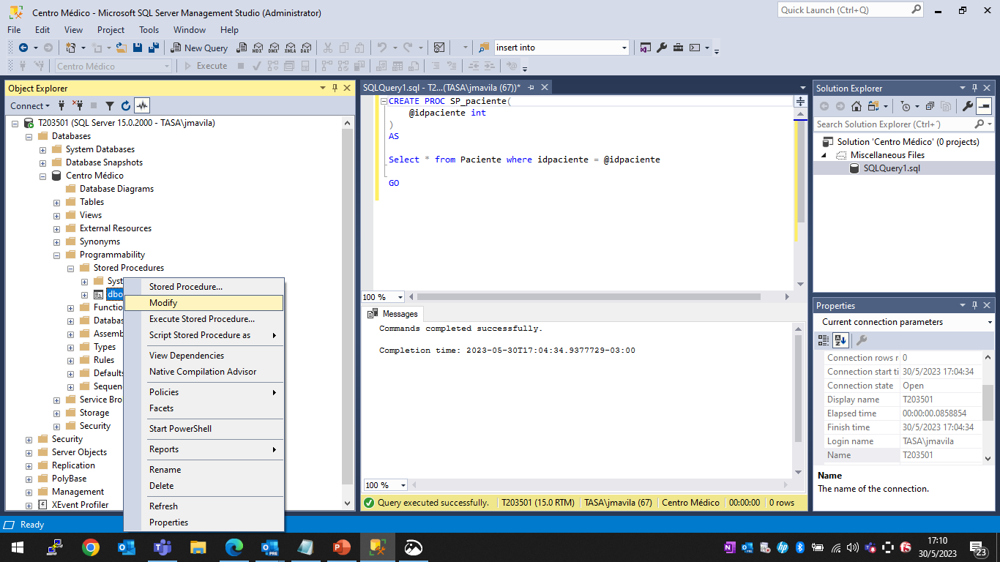 Centro Médico - Microsoft SQL Server Management Studio (Administrator)
Quick Launch (Ctrl+Q)
File Edit View Project Tools Window Help
New Query
MDX DMX XMLA DAX
insert into
Centro Médico
Execute
Object Explorer
Connect
T203501 (SQL Server 15.0.2000 - TASA\jmavila)
Databases
System Databases
Database Snapshots
Centro Médico
Database Diagrams
Tables
Views
External Resources
Synonyms
Programmability
Stored Procedures
Syst
dbo
Functio
Databas
Assemb
Types
Rules
Defaults
Sequen
Service Bro
Storage
Security
Security
Server Objects
Replication
PolyBase
Management
XEvent Profiler
Stored Procedure...
Modify
Execute Stored Procedure...
Script Stored Procedure as
View Dependencies
Native Compilation Advisor
Policies
Facets
Start PowerShell
Reports
Rename
Delete
Refresh
Properties
SQLQuery1.sql - T2...(TASA\jmavila (67))*
CREATE PROC SP_paciente(
@idpaciente int
)
AS
Select * from Paciente where idpaciente = @idpaciente
GO
100 %
Messages
Commands completed successfully.
Completion time: 2023-05-30T17:04:34.9377729-03:00
100 %
Query executed successfully. T203501 (15.0 RTM) TASA\jmavila (67) Centro Médico 00:00:00 0 rows
Solution Explorer
Search Solution Explorer (Ctrl+´)
Solution 'Centro Médico' (0 projects)
Miscellaneous Files
SQLQuery1.sql
Properties
Current connection parameters
Connection rows r 0
Connection start ti 30/5/2023 17:04:34
Connection state Open
Display name T203501
Elapsed time 00:00:00.0858854
Finish time 30/5/2023 17:04:34
Login name TASA\jmavila
Name T203501
Name
The name of the connection.
Ready
17:10
30/5/2023
23